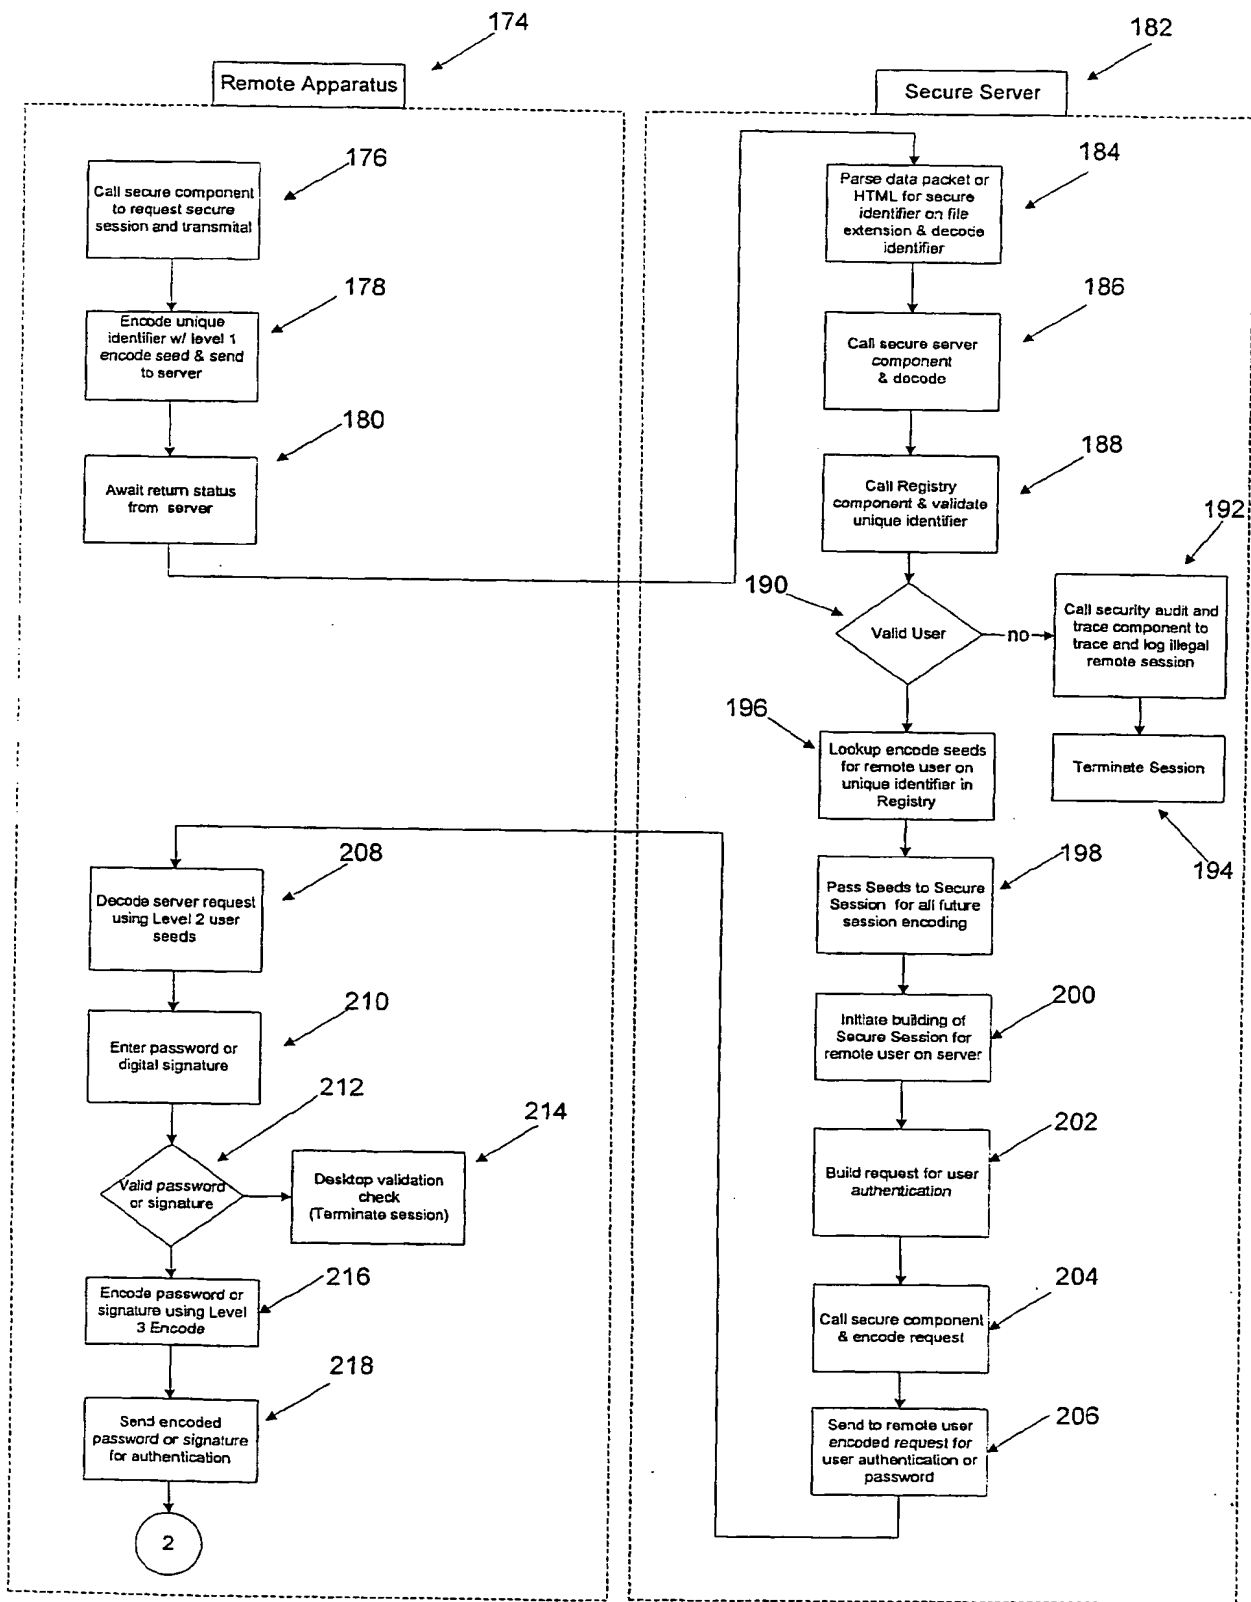 174
Remote Apparatus
176
Call secure component
to request secure
session and transmital
178
Encode unique
identifier w/ level 1
encode seed & send
to server
180
Await return status
from server
182
Secure Server
184
Parse data packet or
HTML for secure
identifier on file
extension & decode
identifier
186
Call secure server
component
& decode
188
Call Registry
component & validate
unique identifier
190
Valid User
no
192
Call security audit and
trace component to
trace and log illegal
remote session
Terminate Session
194
196
Lookup encode seeds
for remote user on
unique identifier in
Registry
198
Pass Seeds to Secure
Session for all future
session encoding
200
Initiate building of
Secure Session for
remote user on server
202
Build request for user
authentication
204
Call secure component
& encode request
206
Send to remote user
encoded request for
user authentication or
password
208
Decode server request
using Level 2 user
seeds
210
Enter password or
digital signature
212
Valid password
or signature
214
Desktop validation
check
(Terminate session)
216
Encode password or
signature using Level
3 Encode
218
Send encoded
password or signature
for authentication
2